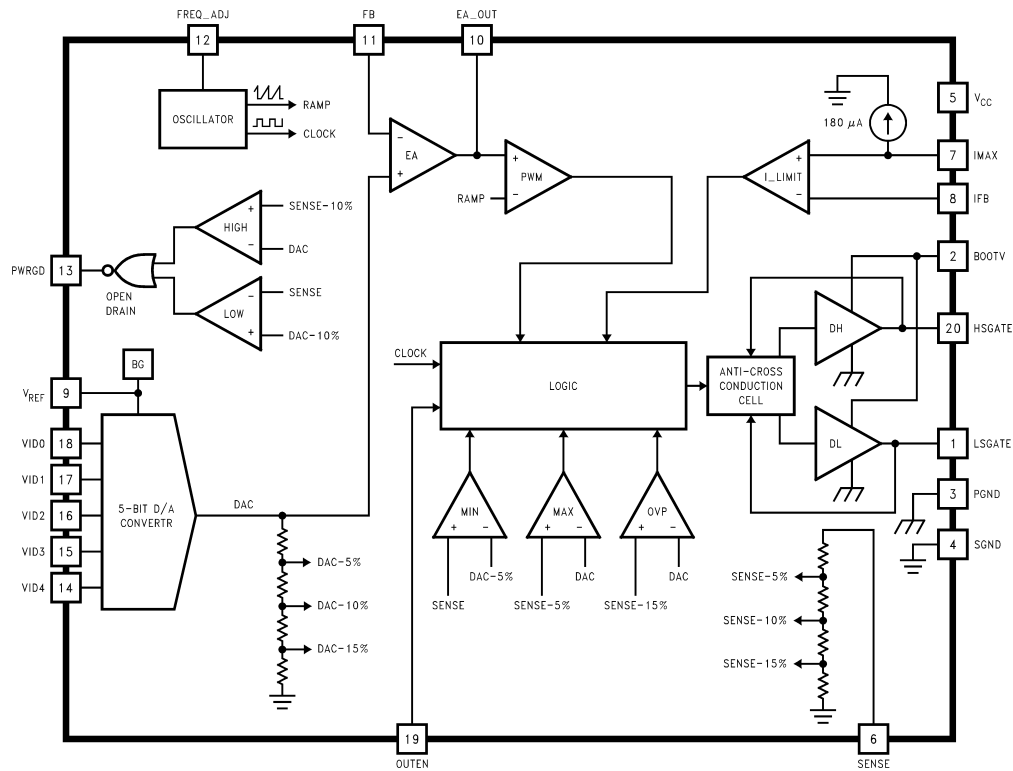 FREQ_ADJ
12
FB
11
EA_OUT
10
OSCILLATOR
RAMP
CLOCK
EA
-
+
PWM
+
-
RAMP
180 µA
5
VCC
7
IMAX
I_LIMIT
+
-
8
IFB
HIGH
+
-
SENSE-10%
DAC
PWRGD
13
OPEN
DRAIN
LOW
-
+
SENSE
DAC-10%
2
BOOTV
DH
20
HSGATE
CLOCK
LOGIC
ANTI-CROSS
CONDUCTION
CELL
DL
1
LSGATE
BG
VREF
9
VID0
18
VID1
17
VID2
16
VID3
15
VID4
14
5-BIT D/A
CONVERTR
DAC
DAC-5%
DAC-10%
DAC-15%
MIN
+ -
SENSE
DAC-5%
MAX
+ -
SENSE-5%
DAC
OVP
+ -
SENSE-15%
DAC
3
PGND
4
SGND
SENSE-5%
SENSE-10%
SENSE-15%
19
OUTEN
6
SENSE